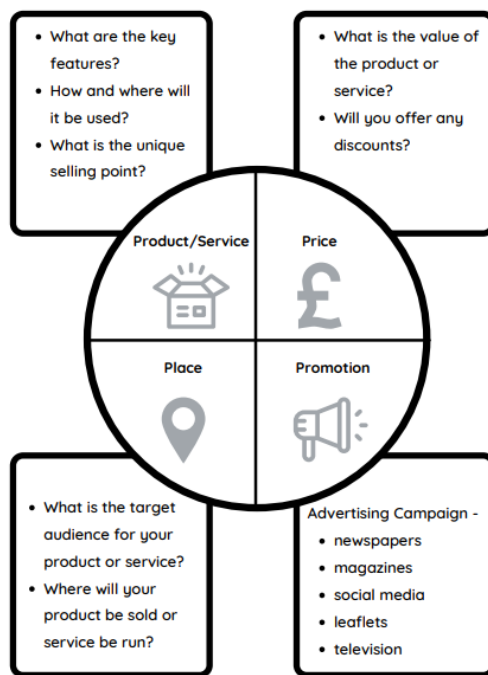 • What are the key
features?
• How and where will
it be used?
• What is the unique
selling point?
• What is the value of
the product or
service?
• Will you offer any
discounts?
Product/Service
Price
£
Place
Promotion
• What is the target
audience for your
product or service?
• Where will your
product be sold or
service be run?
Advertising Campaign -
• newspapers
• magazines
• social media
• leaflets
• television